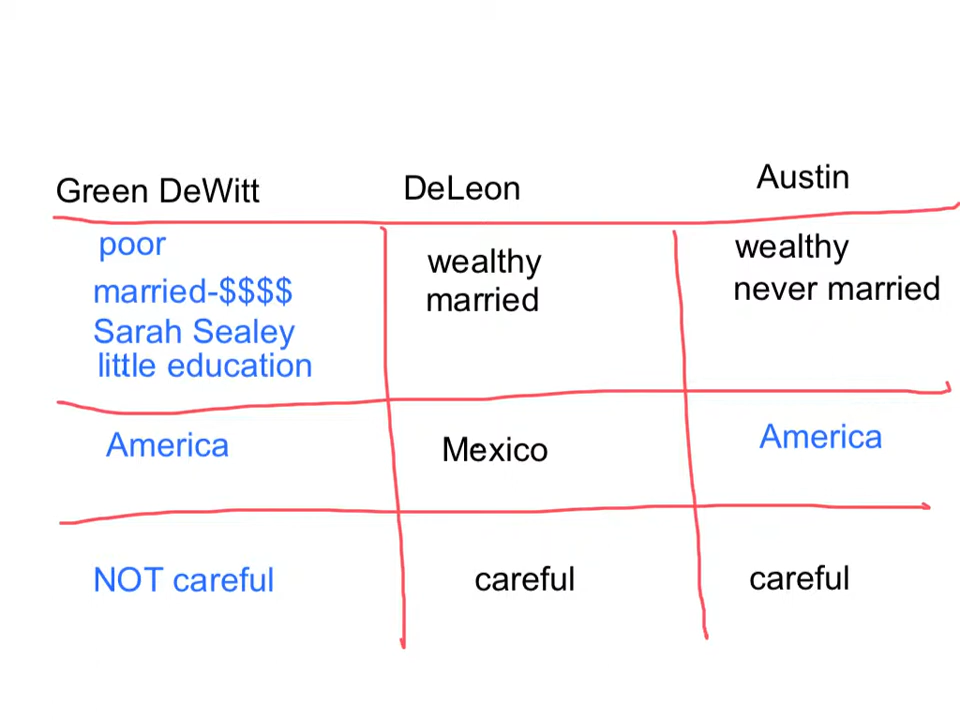 Green DeWitt
DeLeon
Austin
poor
married-$$$$
Sarah Sealey
little education
wealthy
married
wealthy
never married
America
Mexico
America
NOT careful
careful
careful